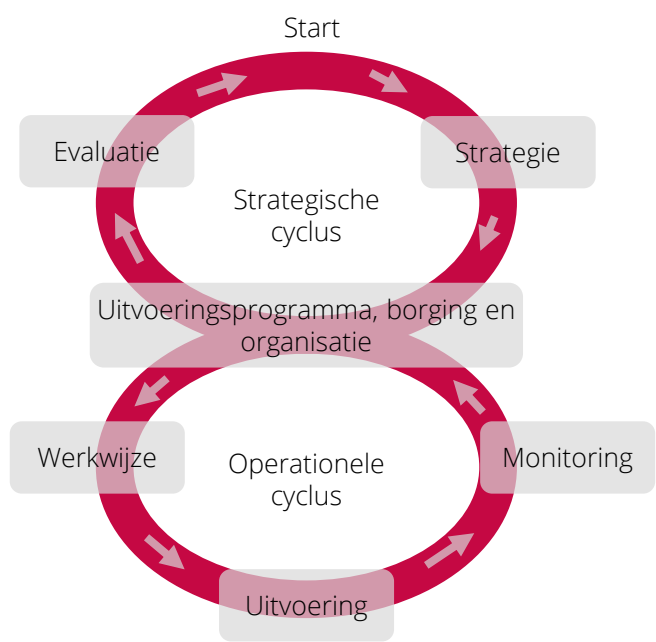 Start
Evaluatie
Strategie
Strategische
cyclus
Uitvoeringsprogramma, borging en
organisatie
Werkwijze
Operationele
cyclus
Monitoring
Uitvoering